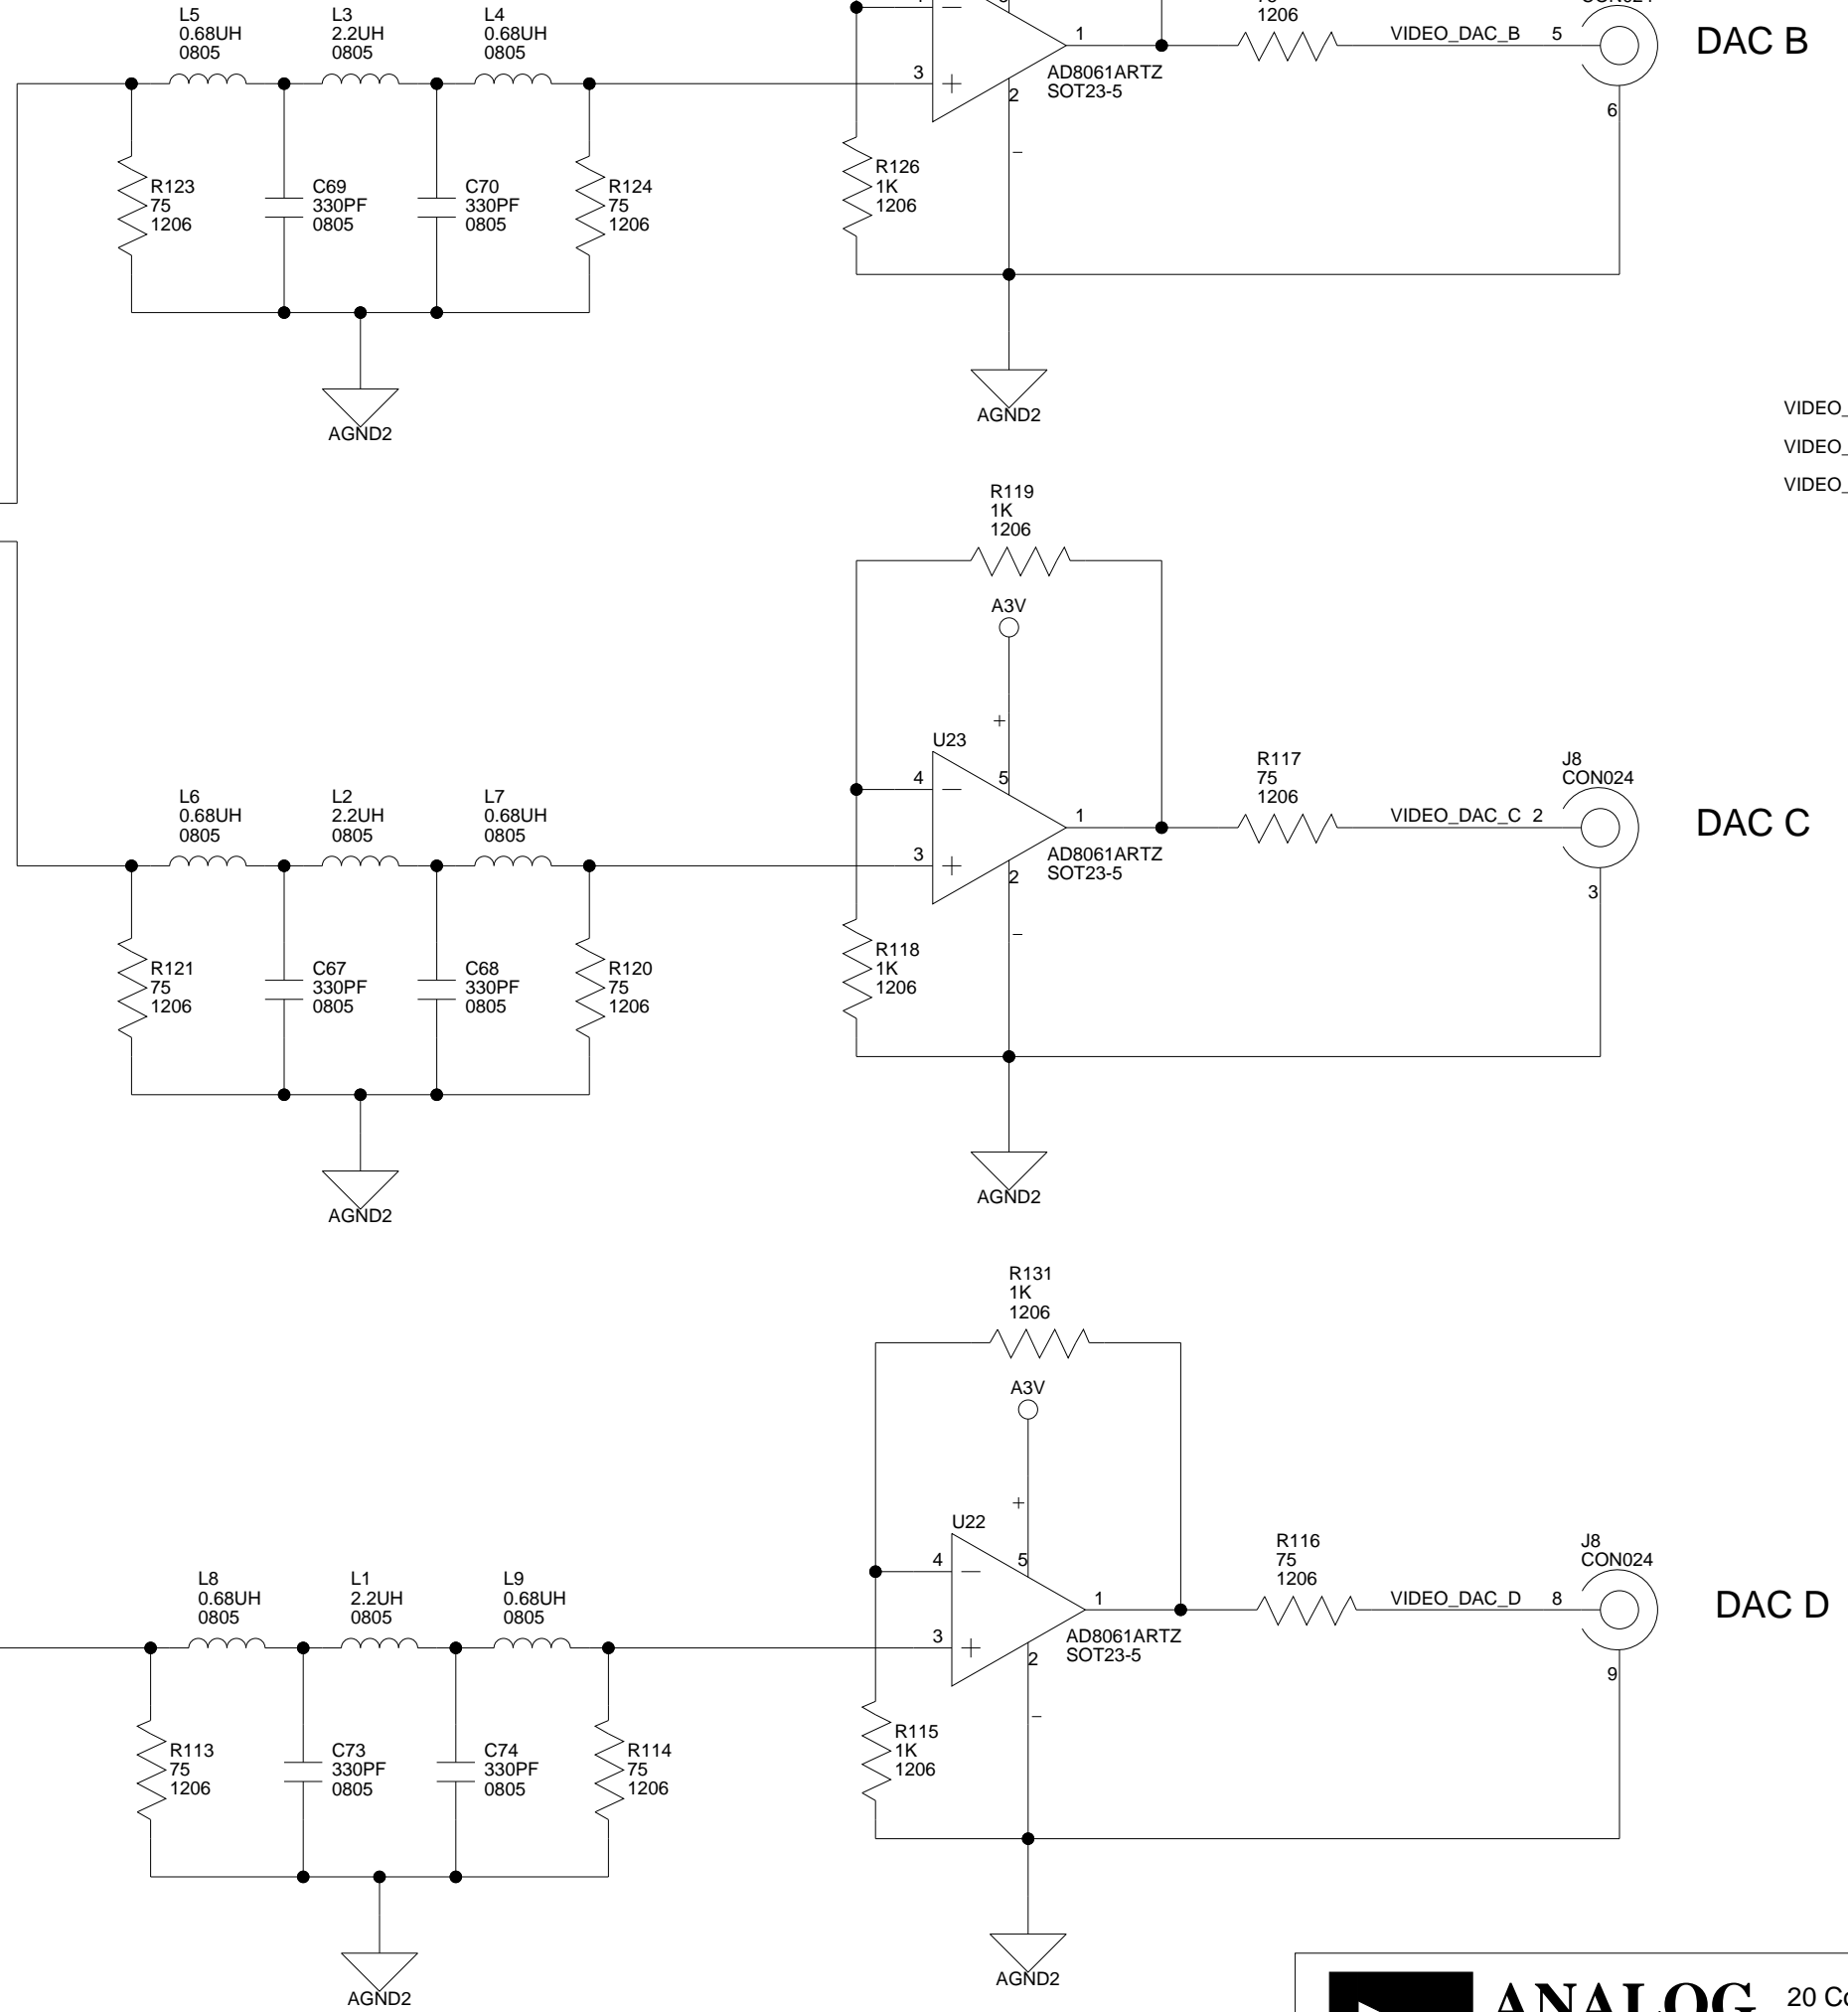 L5
0.68UH
0805
L3
2.2UH
0805
L4
0.68UH
0805
1206
1
VIDEO_DAC_B 5
DAC B
3
AD8061ARTZ
SOT23-5
2
6
R123
75
1206
C69
330PF
0805
C70
330PF
0805
R124
75
1206
R126
1K
1206
AGND2
AGND2
VIDEO_
VIDEO_
VIDEO_
R119
1K
1206
A3V
U23
4
5
1
3
2
AD8061ARTZ
SOT23-5
R117
75
1206
VIDEO_DAC_C 2
J8
CON024
3
DAC C
L6
0.68UH
0805
L2
2.2UH
0805
L7
0.68UH
0805
R121
75
1206
C67
330PF
0805
C68
330PF
0805
R120
75
1206
R118
1K
1206
AGND2
AGND2
R131
1K
1206
A3V
U22
4
5
1
3
2
AD8061ARTZ
SOT23-5
R116
75
1206
VIDEO_DAC_D 8
J8
CON024
9
DAC D
L8
0.68UH
0805
L1
2.2UH
0805
L9
0.68UH
0805
R113
75
1206
C73
330PF
0805
C74
330PF
0805
R114
75
1206
R115
1K
1206
AGND2
AGND2
ANALOG
20 Co